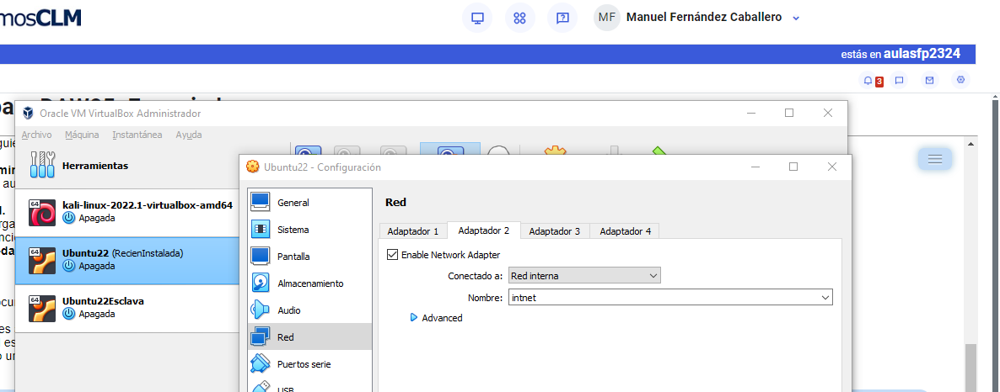 mosCLM
MF Manuel Fernández Caballero
estás en aulasfp2324
3
Oracle VM VirtualBox Administrador
Archivo Máquina Instantánea Ayuda
Herramientas
64 kali-linux-2022.1-virtualbox-amd64
Apagada
64 Ubuntu22 (RecienInstalada)
Apagada
64 Ubuntu22Esclava
Apagada
Ubuntu22 - Configuración
General
Sistema
Pantalla
Almacenamiento
Audio
Red
Puertos serie
USB
Red
Adaptador 1 Adaptador 2 Adaptador 3 Adaptador 4
Enable Network Adapter
Conectado a: Red interna
Nombre: intnet
Advanced